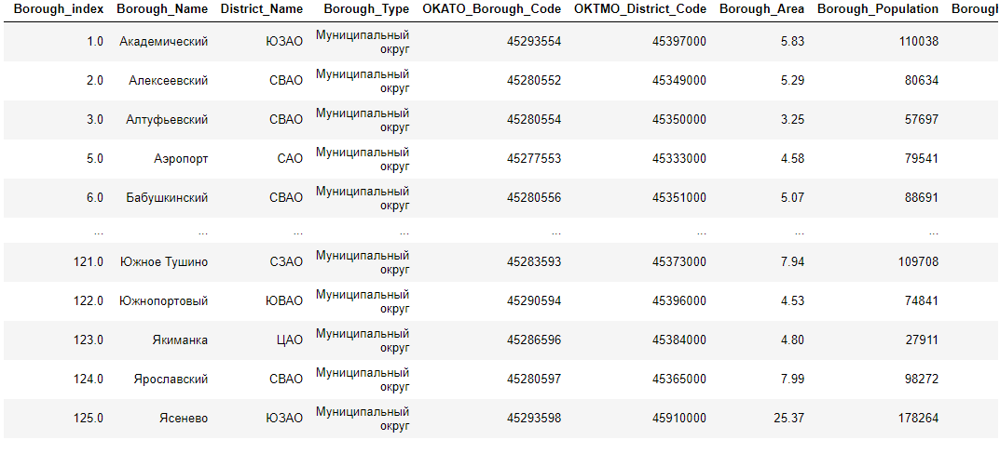 Borough_index Borough_Name District_Name Borough_Type OKATO_Borough_Code OKTMO_District_Code Borough_Area Borough_Population Borough
1.0 Академический ЮЗАО Муниципальный округ 45293554 45397000 5.83 110038
2.0 Алексеевский СВАО Муниципальный округ 45280552 45349000 5.29 80634
3.0 Алтуфьевский СВАО Муниципальный округ 45280554 45350000 3.25 57697
5.0 Аэропорт САО Муниципальный округ 45277553 45333000 4.58 79541
6.0 Бабушкинский СВАО Муниципальный округ 45280556 45351000 5.07 88691
... ... ... ... ... ... ... ...
121.0 Южное Тушино СЗАО Муниципальный округ 45283593 45373000 7.94 109708
122.0 Южнопортовый ЮВАО Муниципальный округ 45290594 45396000 4.53 74841
123.0 Якиманка ЦАО Муниципальный округ 45286596 45384000 4.80 27911
124.0 Ярославский СВАО Муниципальный округ 45280597 45365000 7.99 98272
125.0 Ясенево ЮЗАО Муниципальный округ 45293598 45910000 25.37 178264